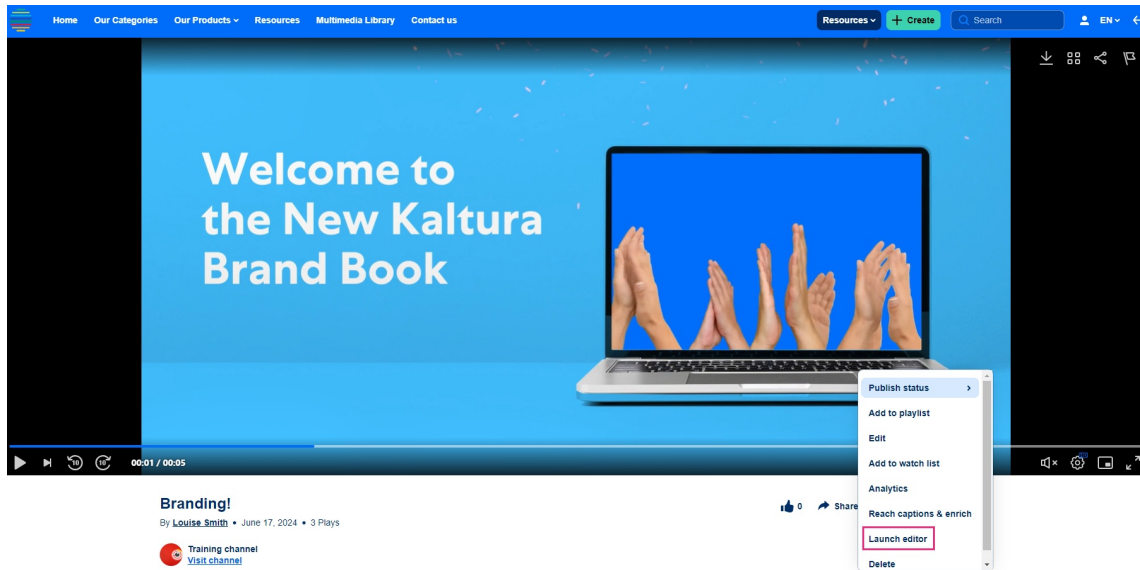 Home Our Categories Our Products Resources Multimedia Library Contact us Resources + Create Search EN
Welcome to
the New Kaltura
Brand Book
Publish status
Add to playlist
Edit
Add to watch list
Analytics
Reach captions & enrich
Launch editor
Delete
10 10 00:01 / 00:05
Branding!
0 Share
By Louise Smith • June 17, 2024 • 3 Plays
Training channel
Visit channel